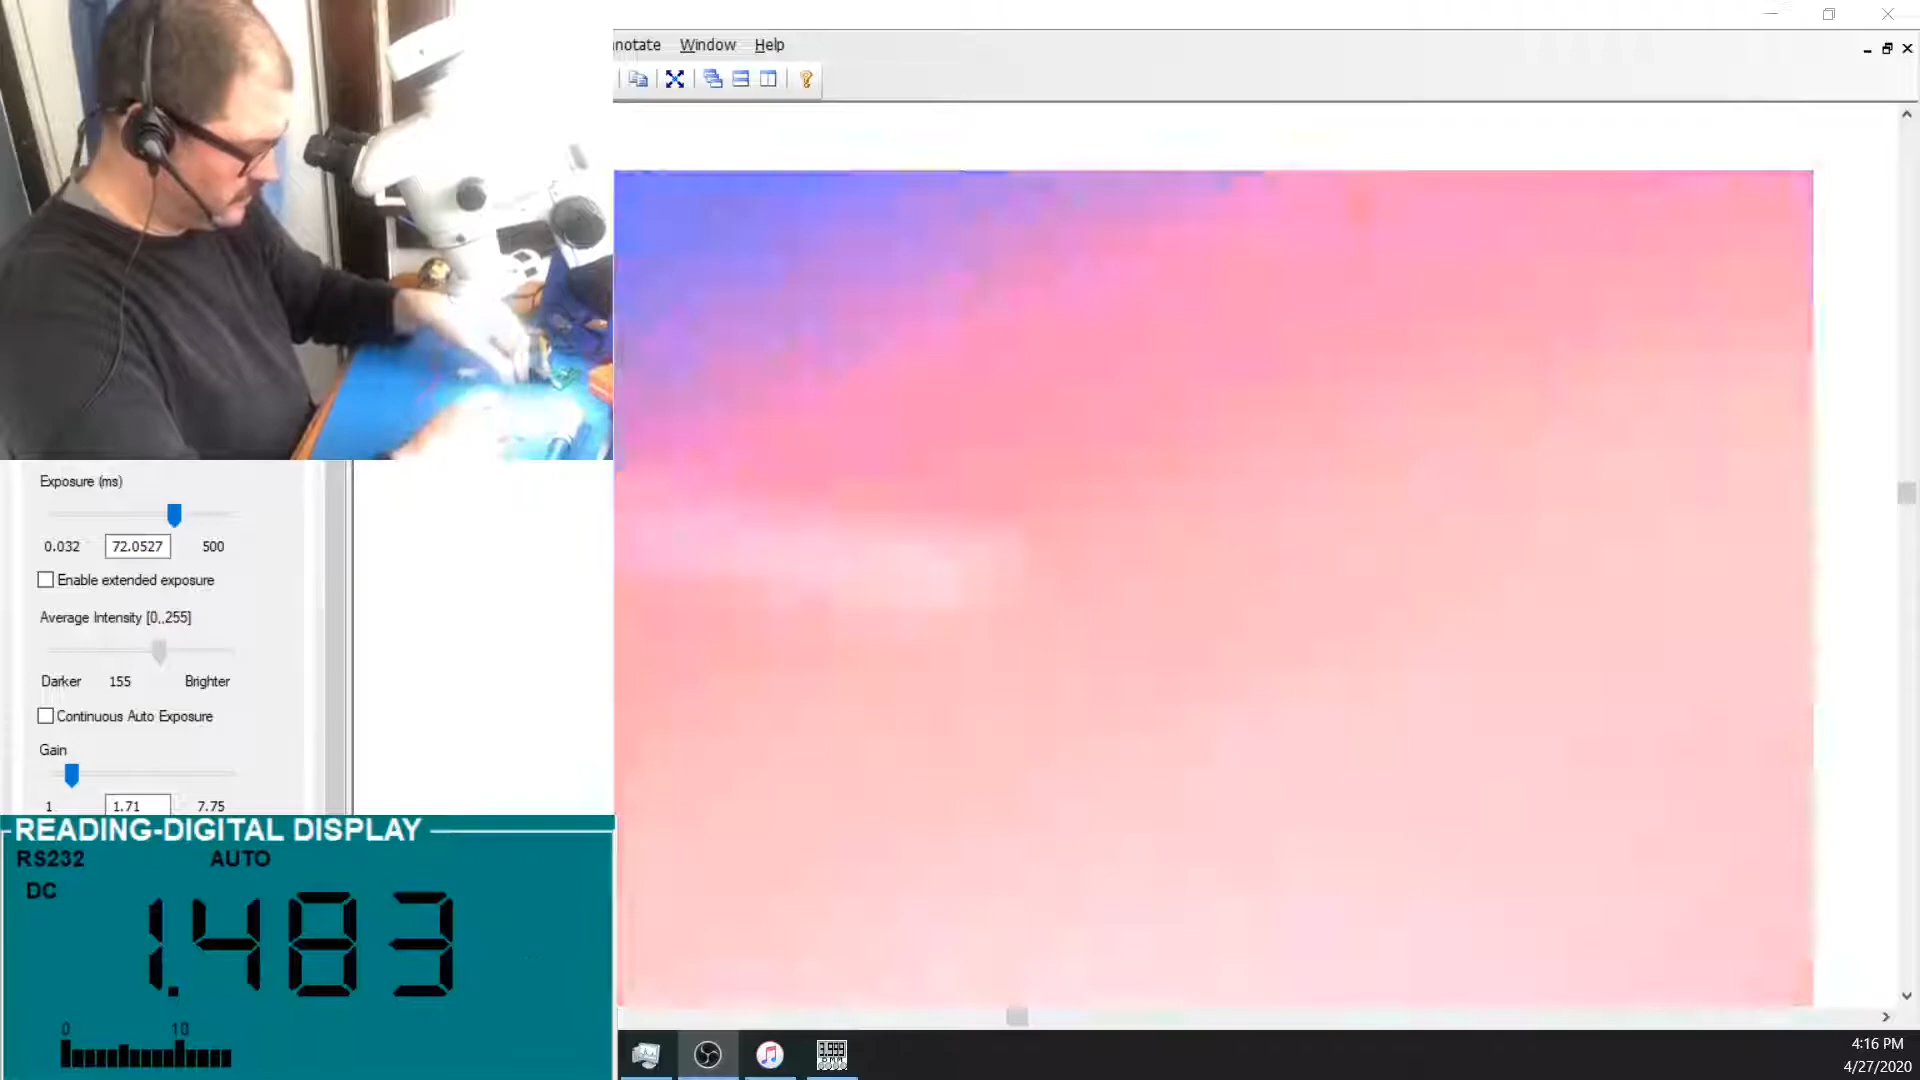 notate Window Help
Exposure (ms)
0.032 72.0527 500
Enable extended exposure
Average Intensity [0,,255]
Darker 155 Brighter
Continuous Auto Exposure
Gain
1 1.71 7.75
READING-DIGITAL DISPLAY
RS232 AUTO
DC
1.483
0 10
4:16 PM
4/27/2020